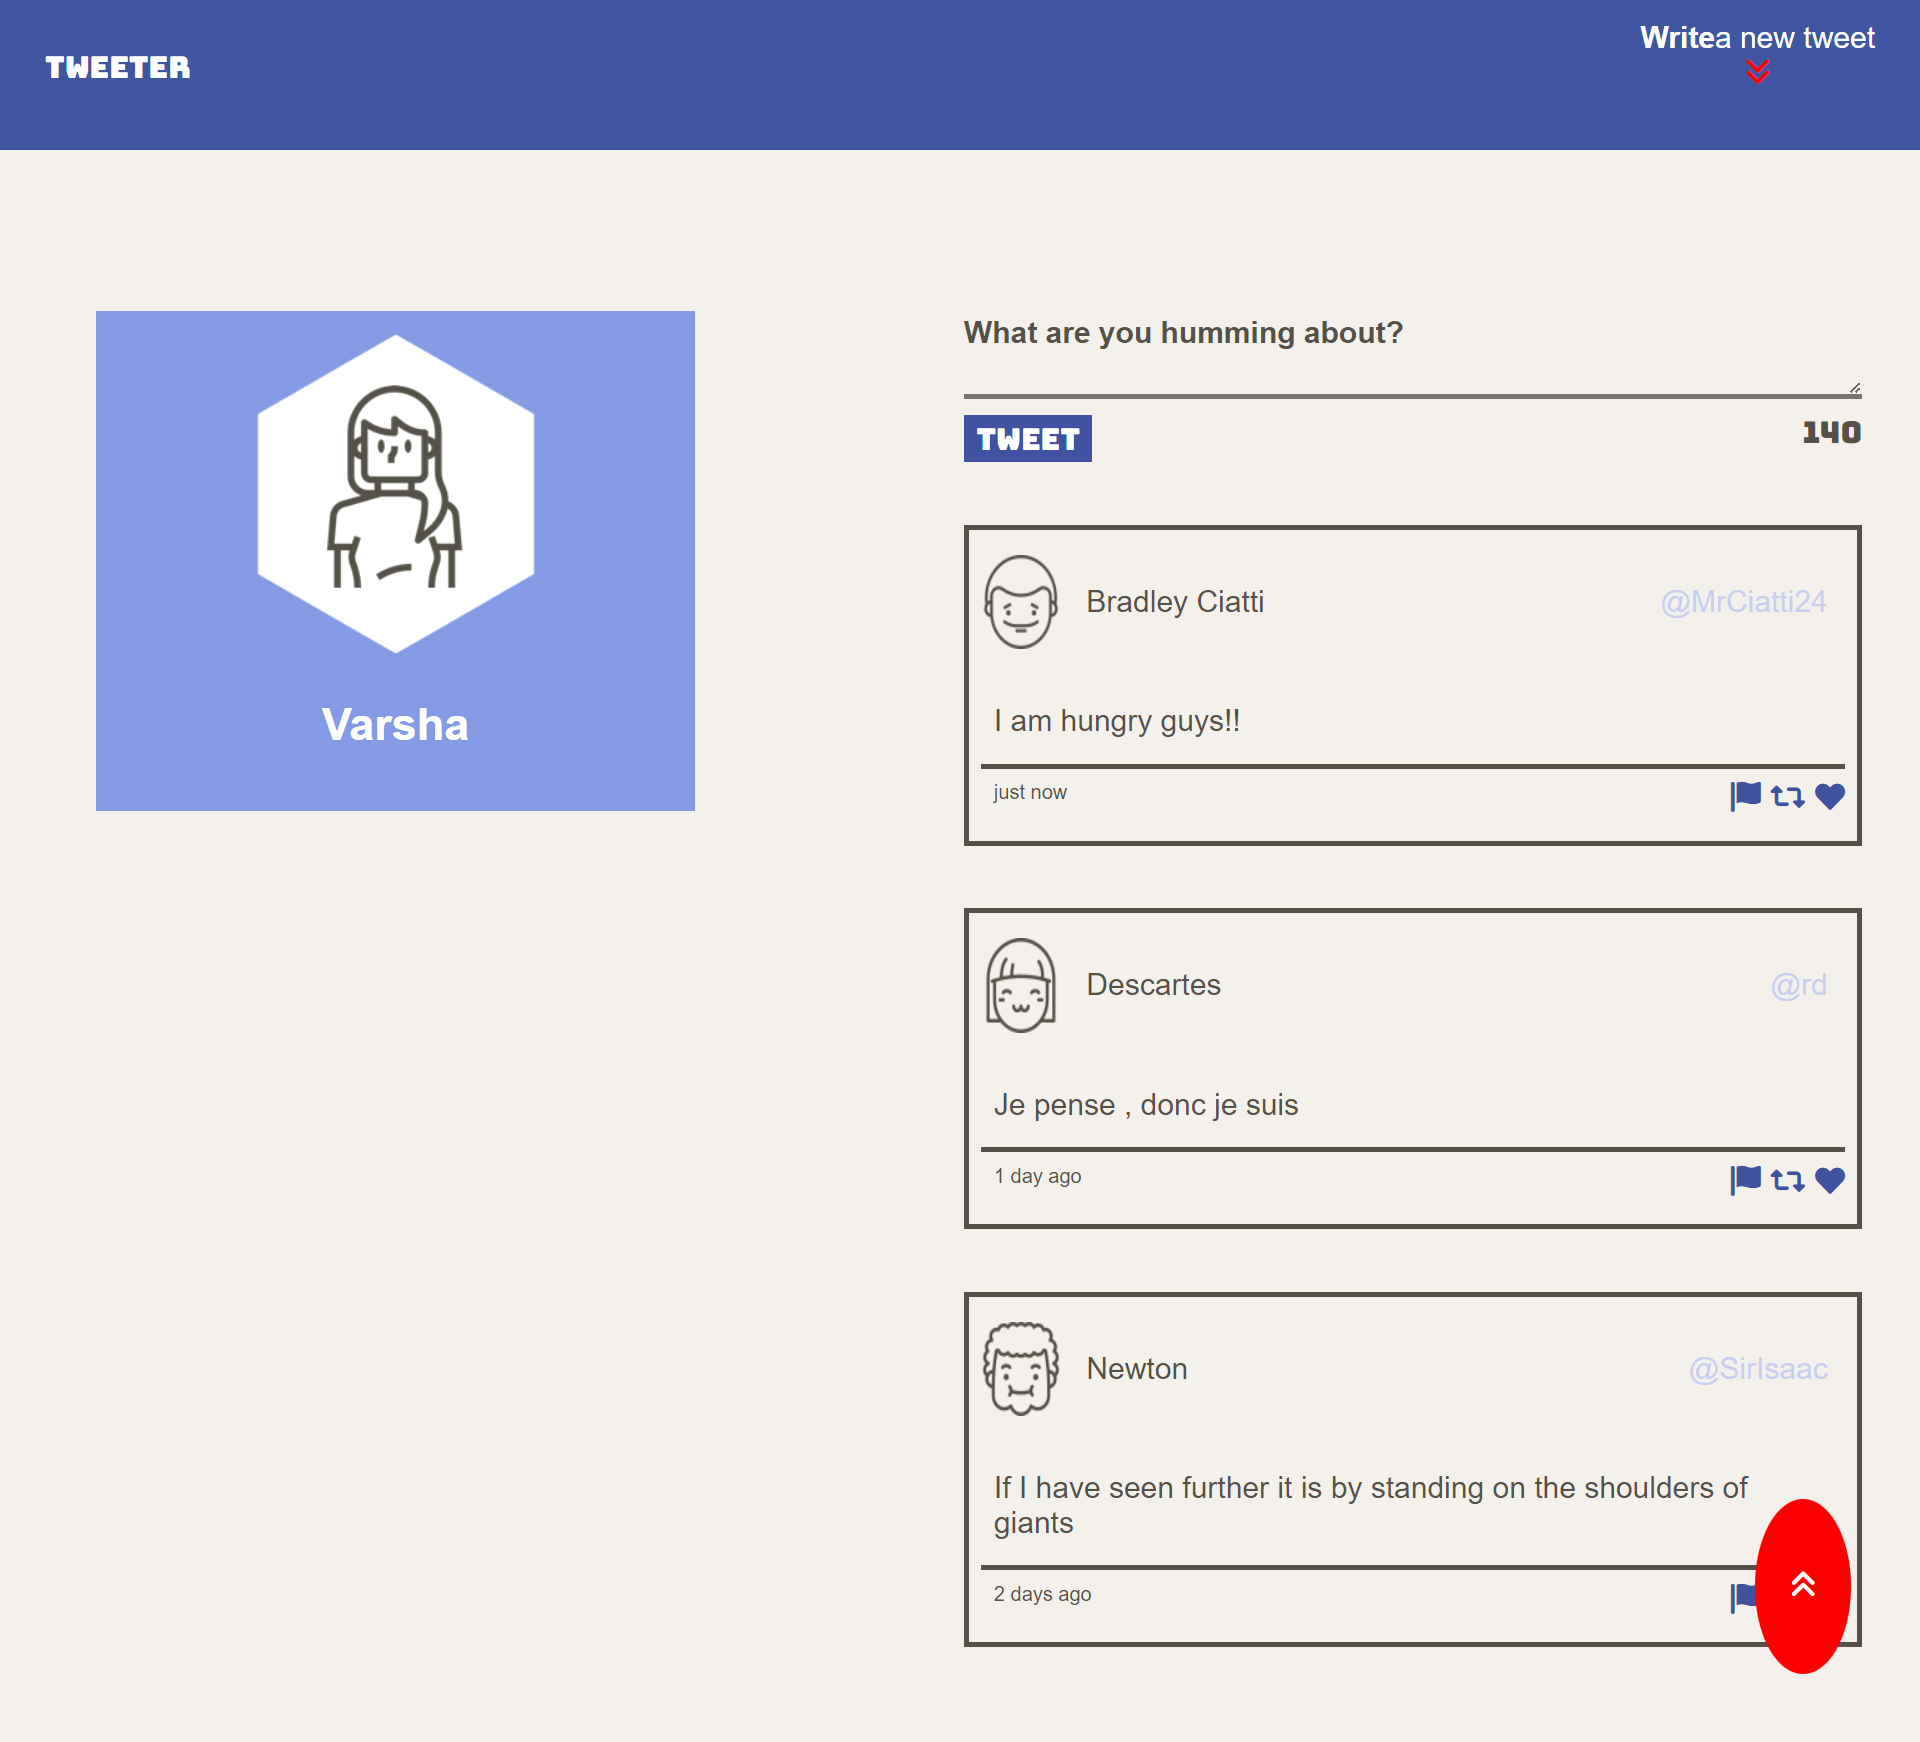 TWEETER
Writea new tweet
Varsha
What are you humming about?
TWEET
140
Bradley Ciatti
@MrCiatti24
I am hungry guys!!
just now
Descartes
@rd
Je pense , donc je suis
1 day ago
Newton
@SirIsaac
If I have seen further it is by standing on the shoulders of
giants
2 days ago